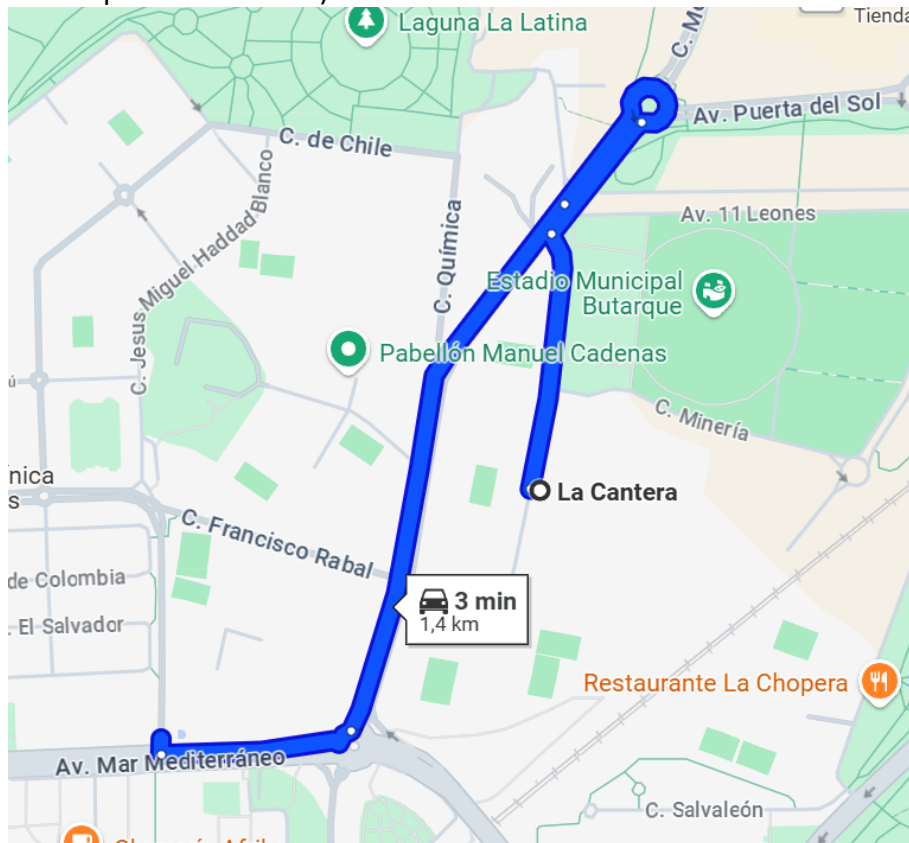 Laguna La Latina
Tienda
Av. Puerta del Sol
C. de Chile
C. Jesus Miguel Haddad Blanco
C. Química
Av. 11 Leones
Estadio Municipal
Butarque
Pabellón Manuel Cadenas
C. Minería
La Cantera
C. Francisco Rabal
de Colombia
El Salvador
3 min
1,4 km
Restaurante La Chopera
Av. Mar Mediterráneo
C. Salvaleón